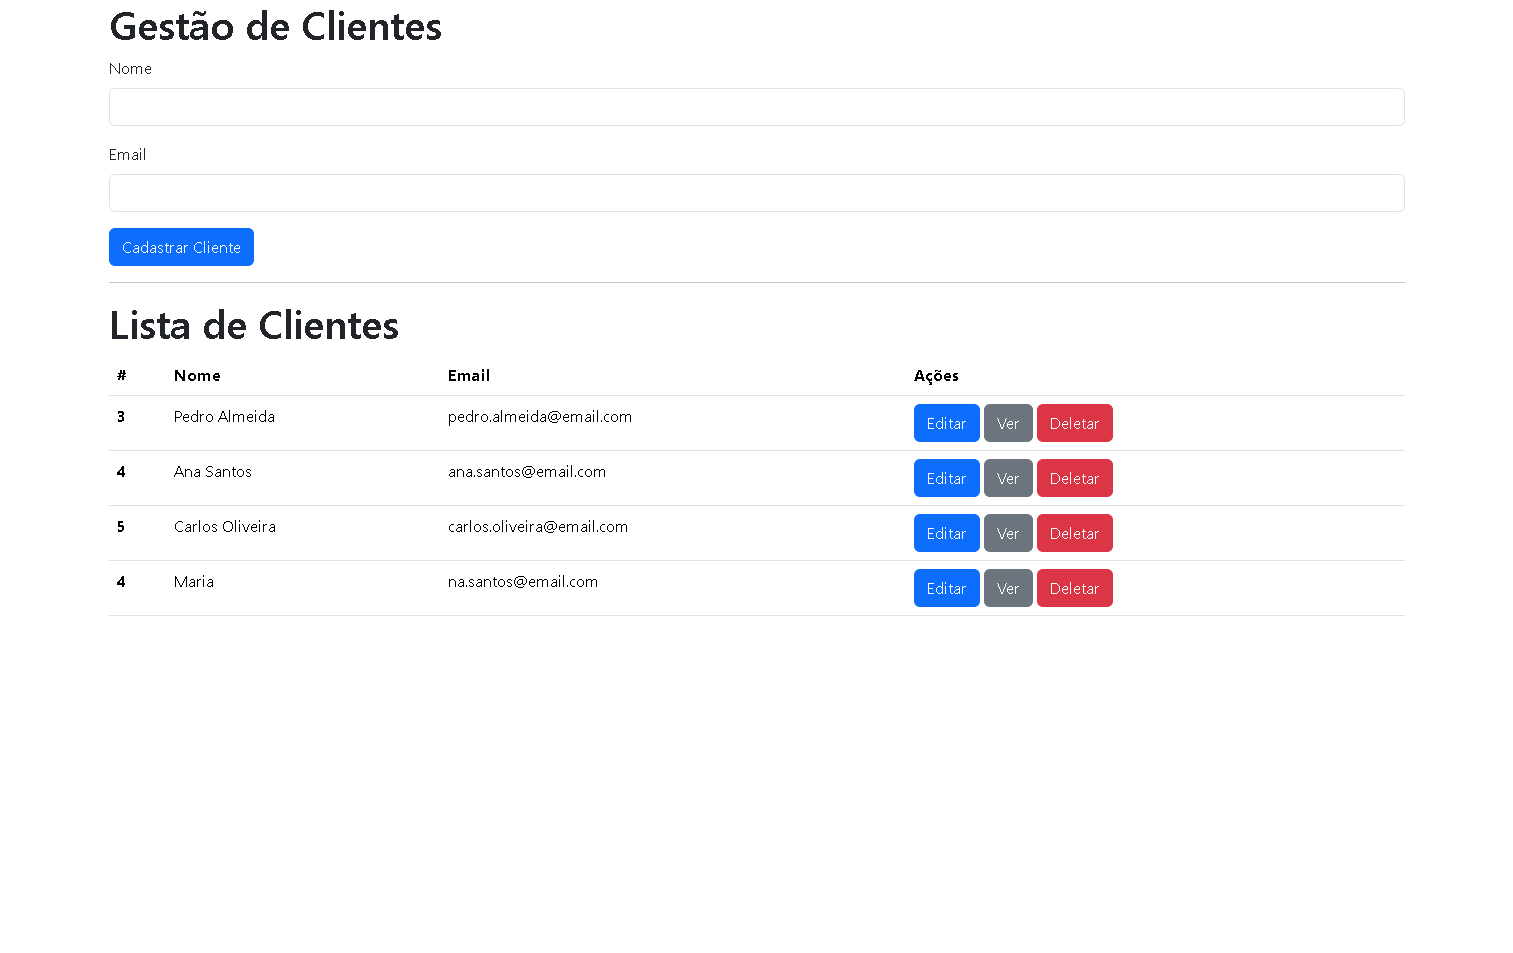 Gestão de Clientes
Nome
Email
Cadastrar Cliente
Lista de Clientes
# Nome Email Ações
3 Pedro Almeida pedro.almeida@email.com Editar Ver Deletar
4 Ana Santos ana.santos@email.com Editar Ver Deletar
5 Carlos Oliveira carlos.oliveira@email.com Editar Ver Deletar
4 Maria na.santos@email.com Editar Ver Deletar